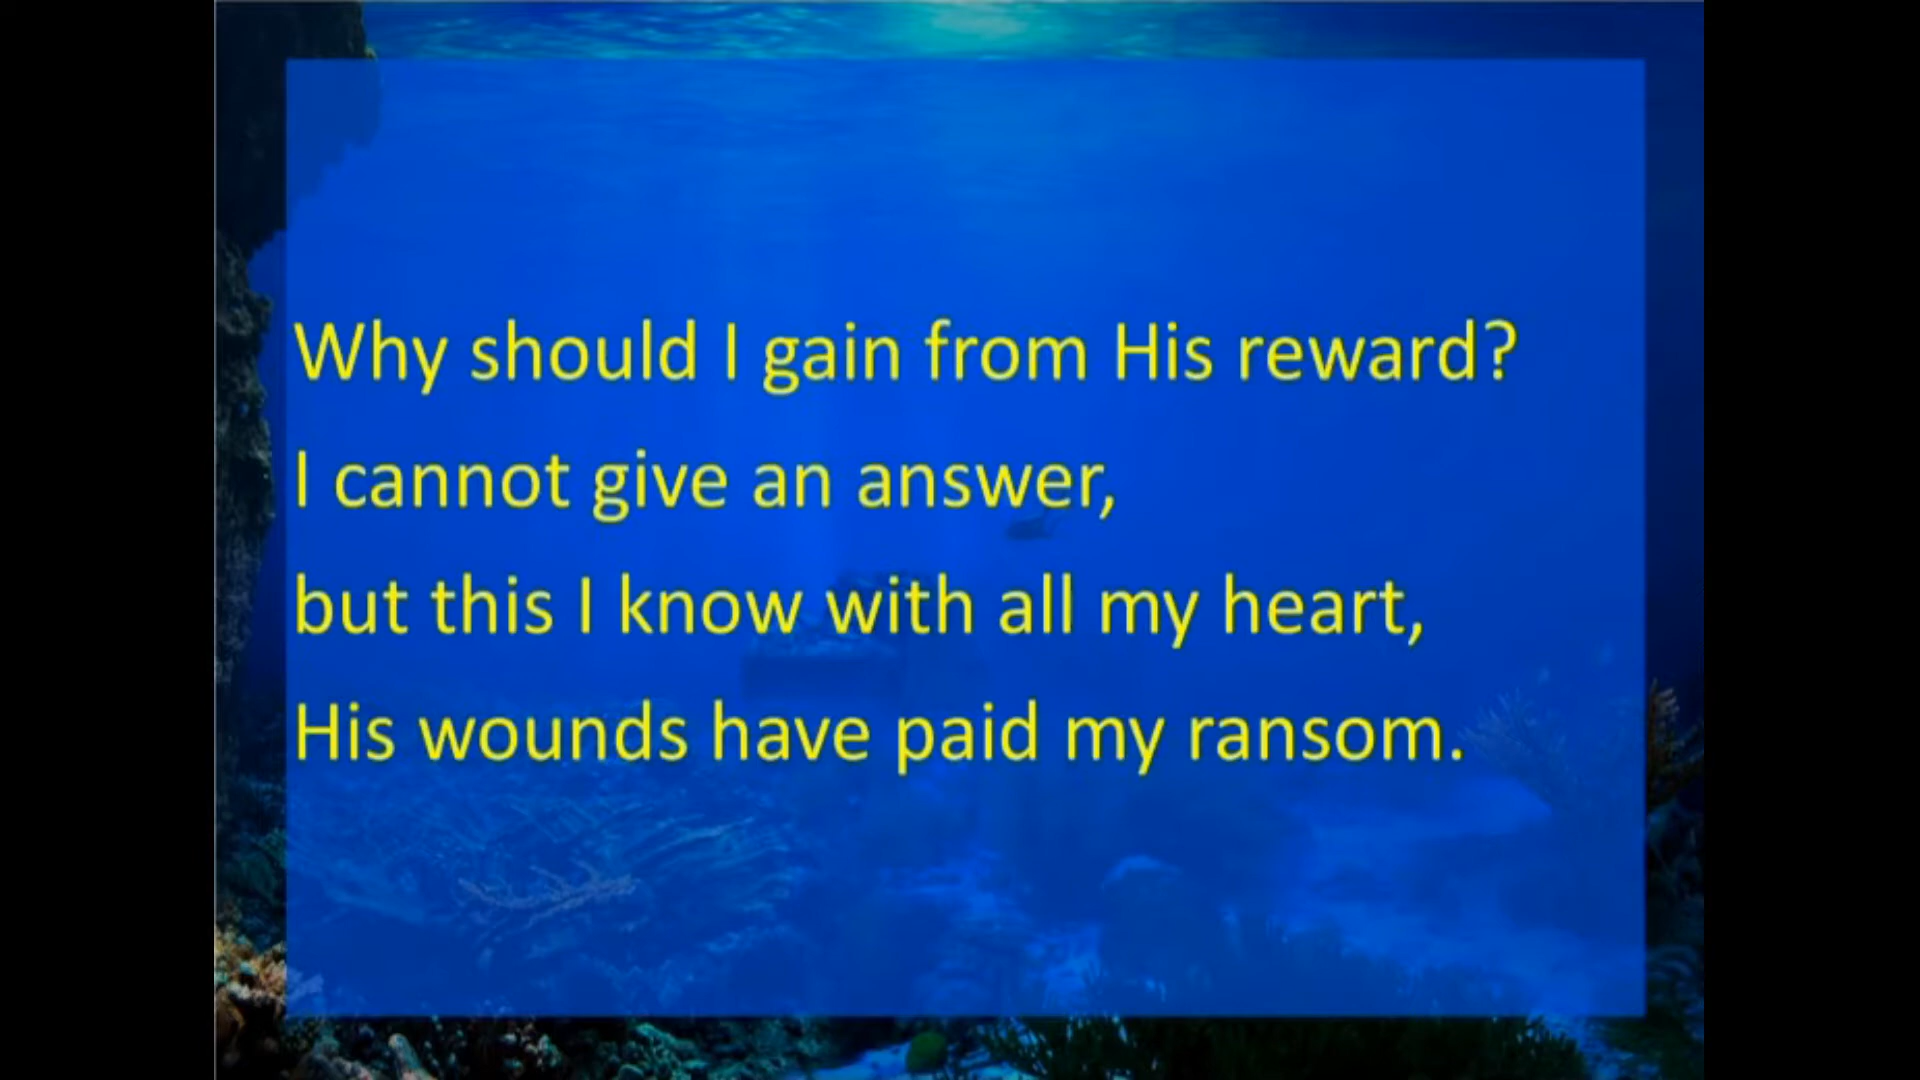 Why should I gain from His reward?
I cannot give an answer,
but this I know with all my heart,
His wounds have paid my ransom.